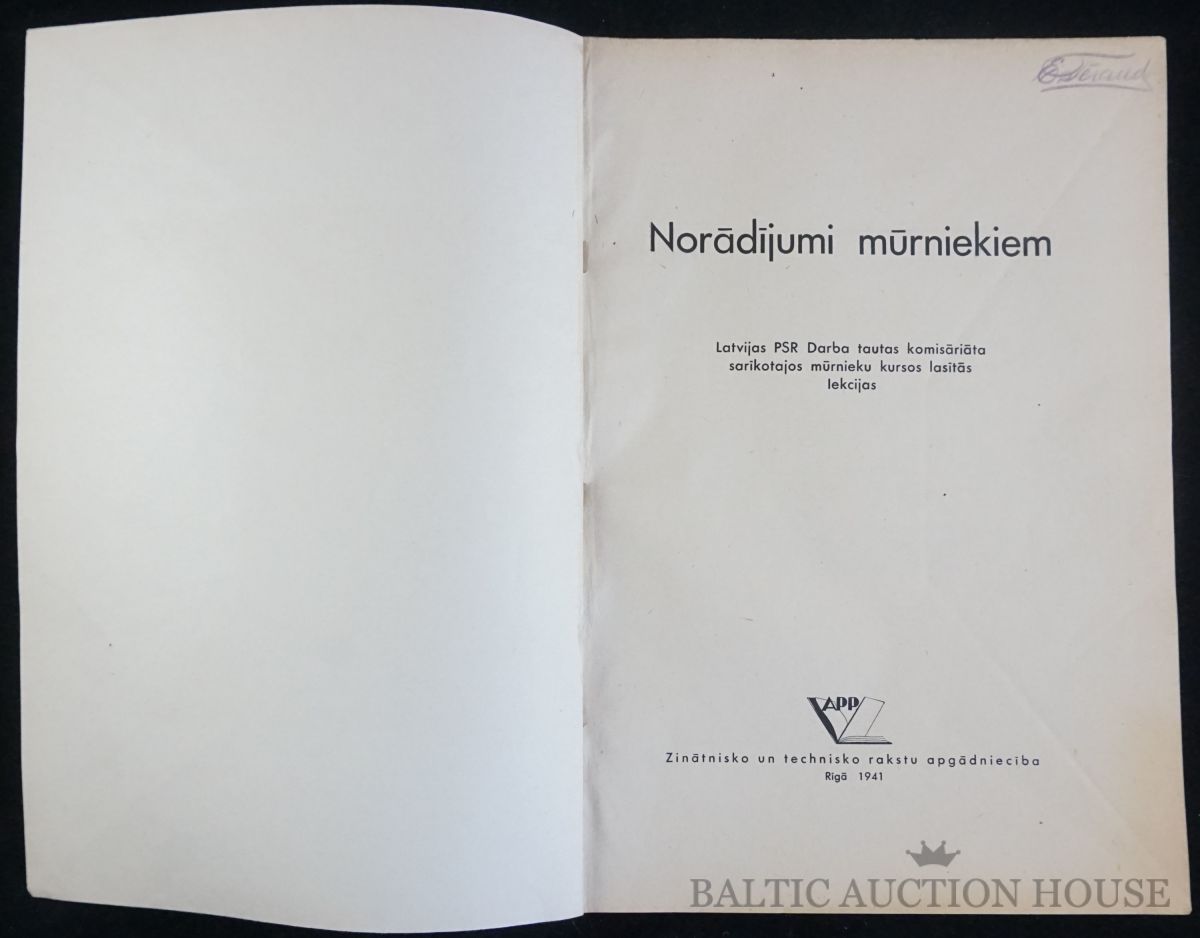 Norādījumi mūrniekiem
Latvijas PSR Darba tautas komisāriāta
sarīkotajos mūrnieku kursos lasītās
lekcijas
APP
Zinātnisko un technisko rakstu apgādniecība
Rīgā 1941
BALTIC AUCTION HOUSE